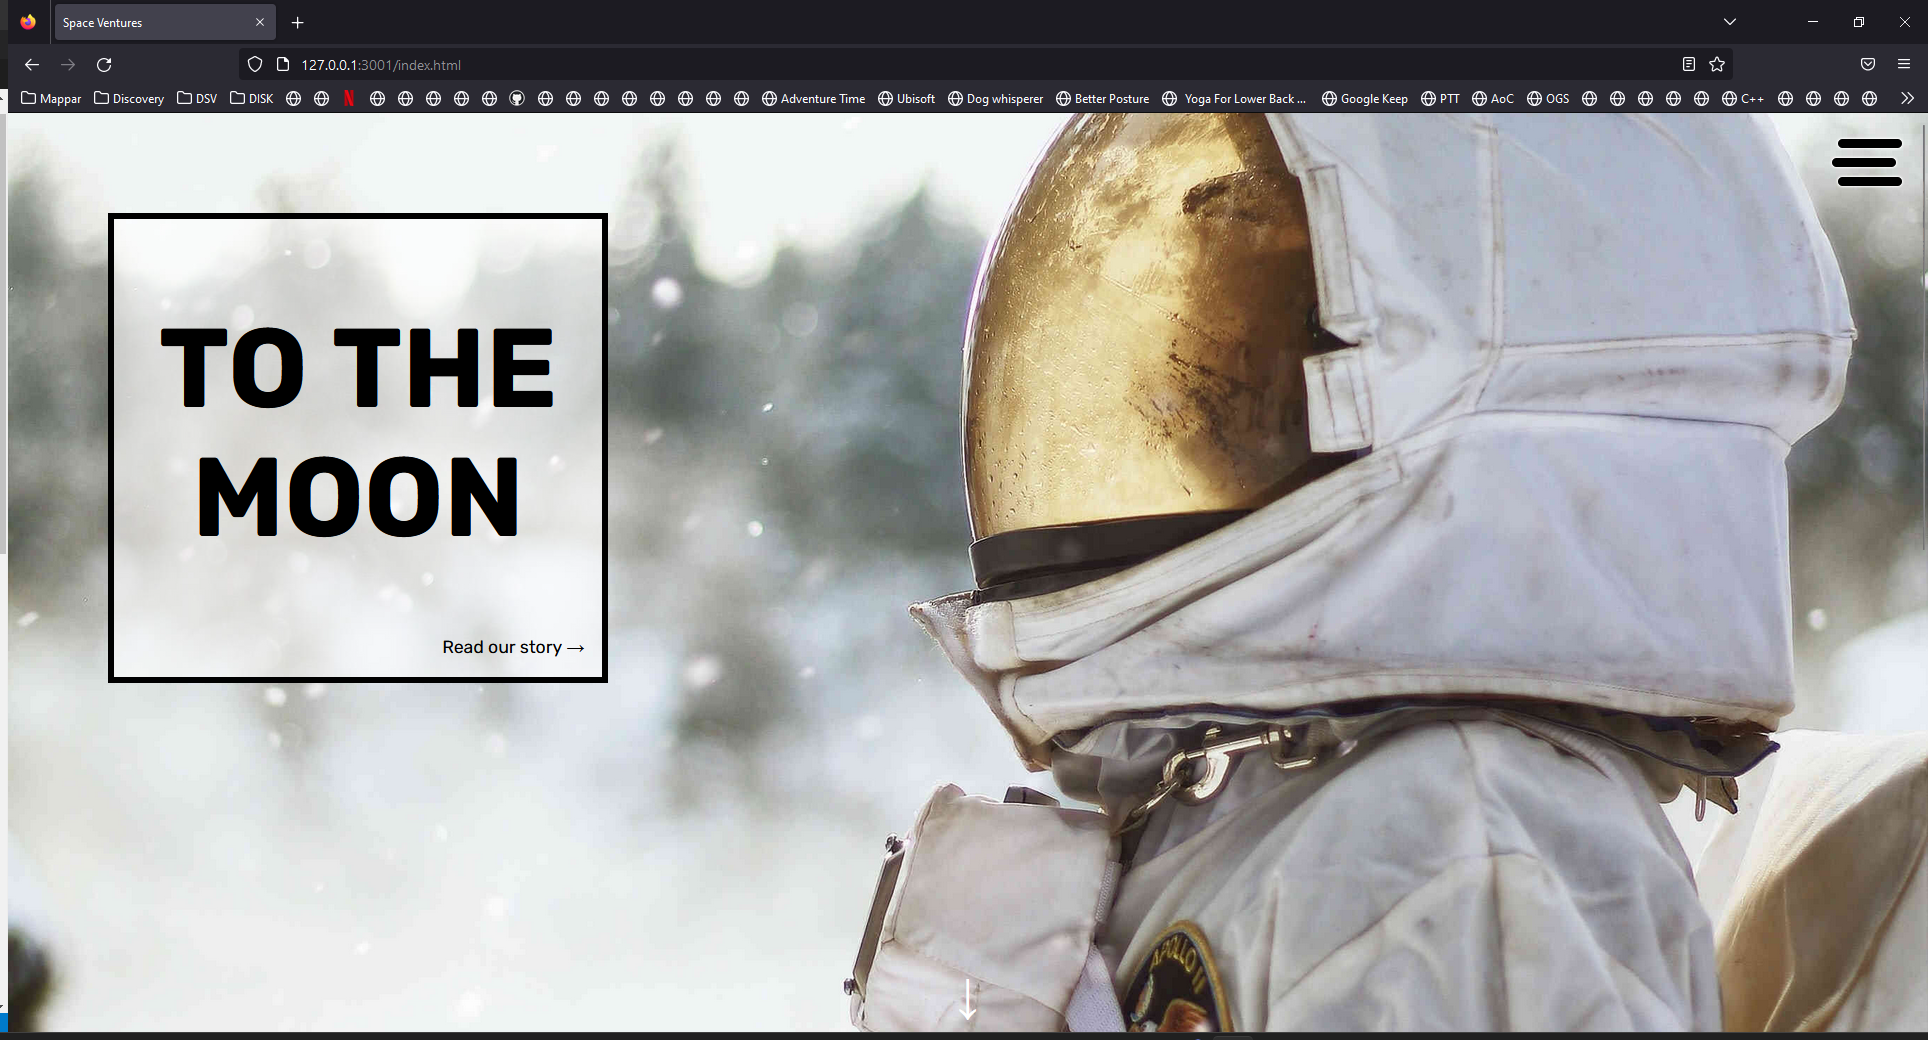 Space Ventures
127.0.0.1:3001/index.html
Mappar Discovery DSV DISK N Adventure Time Ubisoft Dog whisperer Better Posture Yoga For Lower Back ... Google Keep PTT AoC OGS C++
TO THE
MOON
Read our story →
APOLLO 11